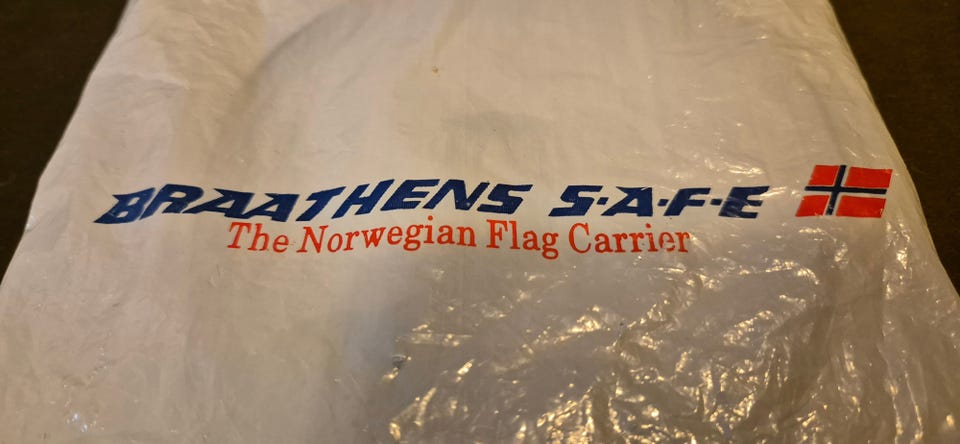 BRAATHENS S·A·F·E
The Norwegian Flag Carrier